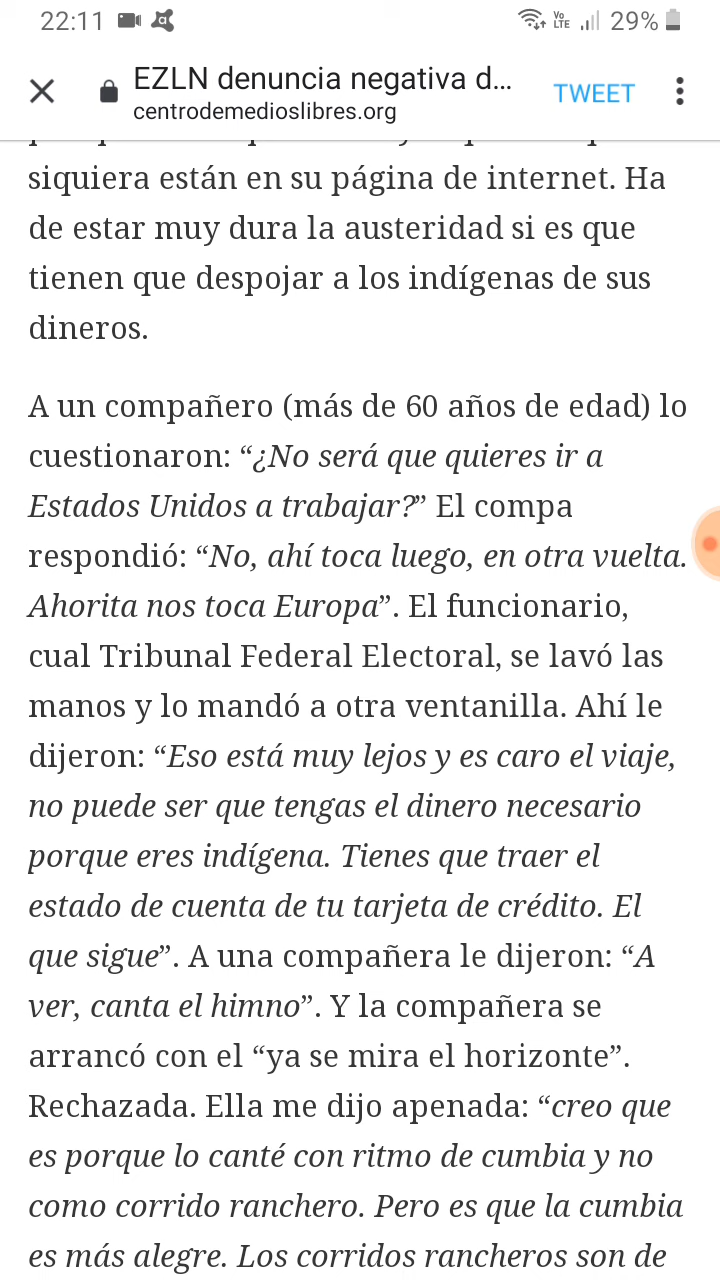 22:11
Vo LTE 29%
EZLN denuncia negativa d...
centrodemedioslibres.org
TWEET
siquiera están en su página de internet. Ha
de estar muy dura la austeridad si es que
tienen que despojar a los indígenas de sus
dineros.
A un compañero (más de 60 años de edad) lo
cuestionaron: “¿No será que quieres ir a
Estados Unidos a trabajar?” El compa
respondió: “No, ahí toca luego, en otra vuelta.
Ahorita nos toca Europa”. El funcionario,
cual Tribunal Federal Electoral, se lavó las
manos y lo mandó a otra ventanilla. Ahí le
dijeron: “Eso está muy lejos y es caro el viaje,
no puede ser que tengas el dinero necesario
porque eres indígena. Tienes que traer el
estado de cuenta de tu tarjeta de crédito. El
que sigue”. A una compañera le dijeron: “A
ver, canta el himno”. Y la compañera se
arrancó con el “ya se mira el horizonte”.
Rechazada. Ella me dijo apenada: “creo que
es porque lo canté con ritmo de cumbia y no
como corrido ranchero. Pero es que la cumbia
es más alegre. Los corridos rancheros son de